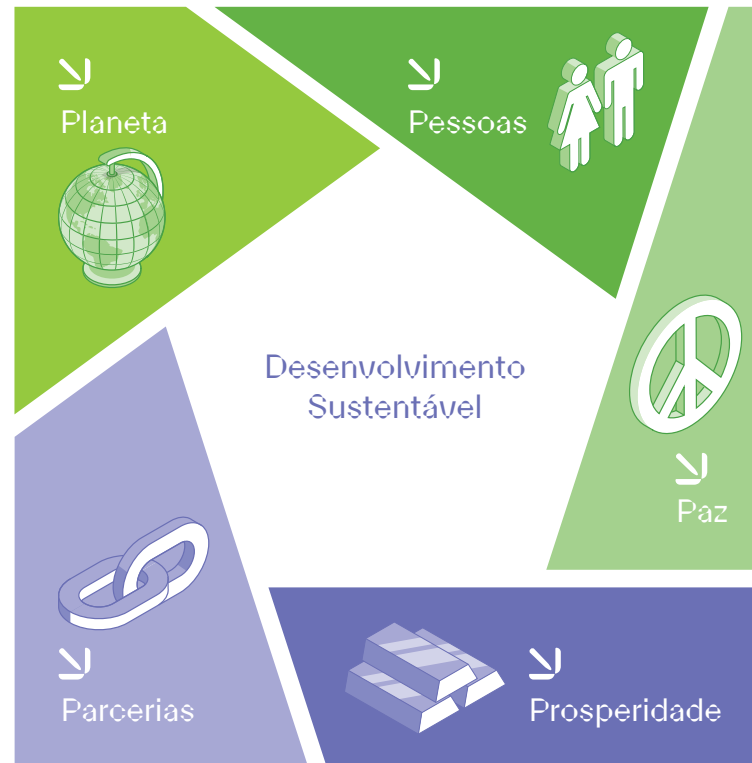 Planeta
Pessoas
Desenvolvimento
Sustentável
Paz
Parcerias
Prosperidade